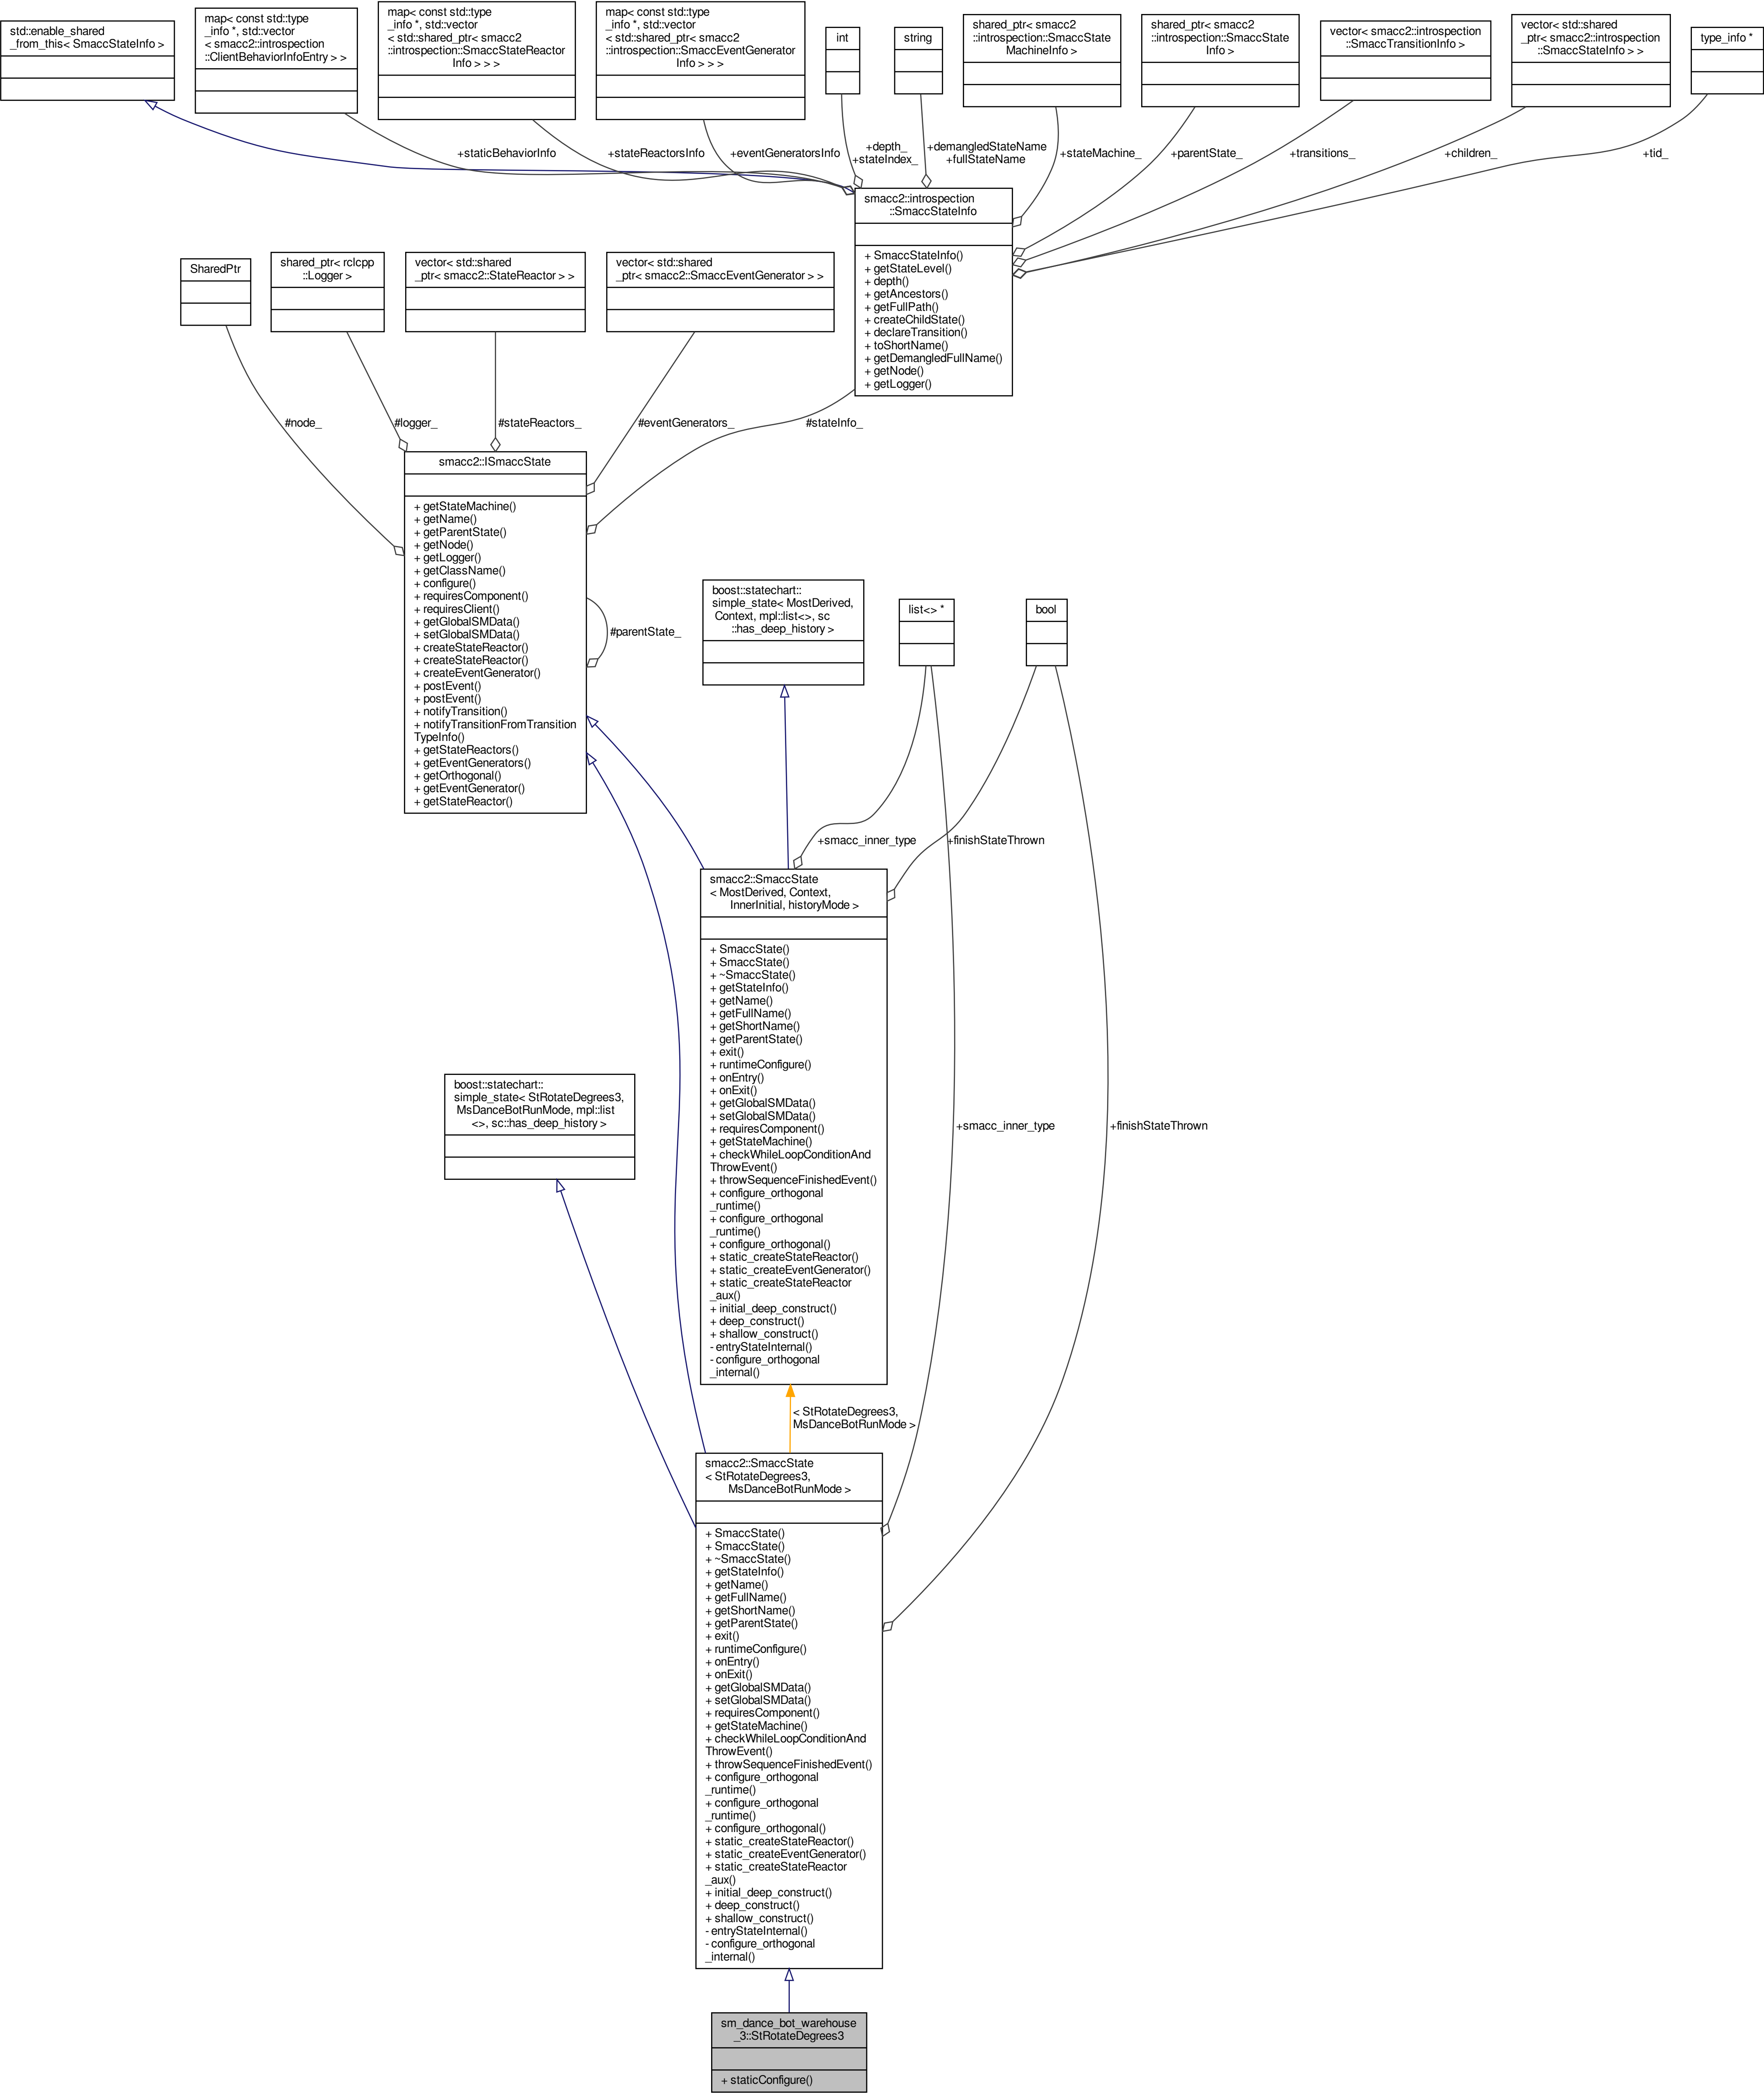 std::enable_shared
_from_this< SmaccStateInfo >
map< const std::type
_info *, std::vector
< smacc2::introspection
::ClientBehaviorInfoEntry > >
map< const std::type
_info *, std::vector
< std::shared_ptr< smacc2
::introspection::SmaccStateReactor
Info > > >
map< const std::type
_info *, std::vector
< std::shared_ptr< smacc2
::introspection::SmaccEventGenerator
Info > > >
int
string
shared_ptr< smacc2
::introspection::SmaccState
MachineInfo >
shared_ptr< smacc2
::introspection::SmaccState
Info >
vector< smacc2::introspection
::SmaccTransitionInfo >
vector< std::shared
_ptr< smacc2::introspection
::SmaccStateInfo > >
type_info *
+staticBehaviorInfo
+stateReactorsInfo
+eventGeneratorsInfo
+depth_
+stateIndex_
+demangledStateName
+fullStateName
+stateMachine_
+parentState_
+transitions_
+children_
+tid_
smacc2::introspection
::SmaccStateInfo
+ SmaccStateInfo()
+ getStateLevel()
+ depth()
+ getAncestors()
+ getFullPath()
+ createChildState()
+ declareTransition()
+ toShortName()
+ getDemangledFullName()
+ getNode()
+ getLogger()
SharedPtr
shared_ptr< rclcpp
::Logger >
vector< std::shared
_ptr< smacc2::StateReactor > >
vector< std::shared
_ptr< smacc2::SmaccEventGenerator > >
#node_
#logger_
#stateReactors_
#eventGenerators_
#stateInfo_
smacc2::ISmaccState
+ getStateMachine()
+ getName()
+ getParentState()
+ getNode()
+ getLogger()
+ getClassName()
+ configure()
+ requiresComponent()
+ requiresClient()
+ getGlobalSMData()
+ setGlobalSMData()
+ createStateReactor()
+ createStateReactor()
+ createEventGenerator()
+ postEvent()
+ postEvent()
+ notifyTransition()
+ notifyTransitionFromTransition
TypeInfo()
+ getStateReactors()
+ getEventGenerators()
+ getOrthogonal()
+ getEventGenerator()
+ getStateReactor()
#parentState_
boost::statechart::
simple_state< MostDerived,
Context, mpl::list<>, sc
::has_deep_history >
list<> *
bool
+smacc_inner_type
+finishStateThrown
smacc2::SmaccState
< MostDerived, Context,
InnerInitial, historyMode >
+ SmaccState()
+ SmaccState()
+ ~SmaccState()
+ getStateInfo()
+ getName()
+ getFullName()
+ getShortName()
+ getParentState()
+ exit()
+ runtimeConfigure()
+ onEntry()
+ onExit()
+ getGlobalSMData()
+ setGlobalSMData()
+ requiresComponent()
+ getStateMachine()
+ checkWhileLoopConditionAnd
ThrowEvent()
+ throwSequenceFinishedEvent()
+ configure_orthogonal
_runtime()
+ configure_orthogonal
_runtime()
+ configure_orthogonal()
+ static_createStateReactor()
+ static_createEventGenerator()
+ static_createStateReactor
_aux()
+ initial_deep_construct()
+ deep_construct()
+ shallow_construct()
- entryStateInternal()
- configure_orthogonal
_internal()
boost::statechart::
simple_state< StRotateDegrees3,
MsDanceBotRunMode, mpl::list
<>, sc::has_deep_history >
+smacc_inner_type
+finishStateThrown
< StRotateDegrees3,
MsDanceBotRunMode >
smacc2::SmaccState
< StRotateDegrees3,
MsDanceBotRunMode >
+ SmaccState()
+ SmaccState()
+ ~SmaccState()
+ getStateInfo()
+ getName()
+ getFullName()
+ getShortName()
+ getParentState()
+ exit()
+ runtimeConfigure()
+ onEntry()
+ onExit()
+ getGlobalSMData()
+ setGlobalSMData()
+ requiresComponent()
+ getStateMachine()
+ checkWhileLoopConditionAnd
ThrowEvent()
+ throwSequenceFinishedEvent()
+ configure_orthogonal
_runtime()
+ configure_orthogonal
_runtime()
+ configure_orthogonal()
+ static_createStateReactor()
+ static_createEventGenerator()
+ static_createStateReactor
_aux()
+ initial_deep_construct()
+ deep_construct()
+ shallow_construct()
- entryStateInternal()
- configure_orthogonal
_internal()
sm_dance_bot_warehouse
_3::StRotateDegrees3
+ staticConfigure()